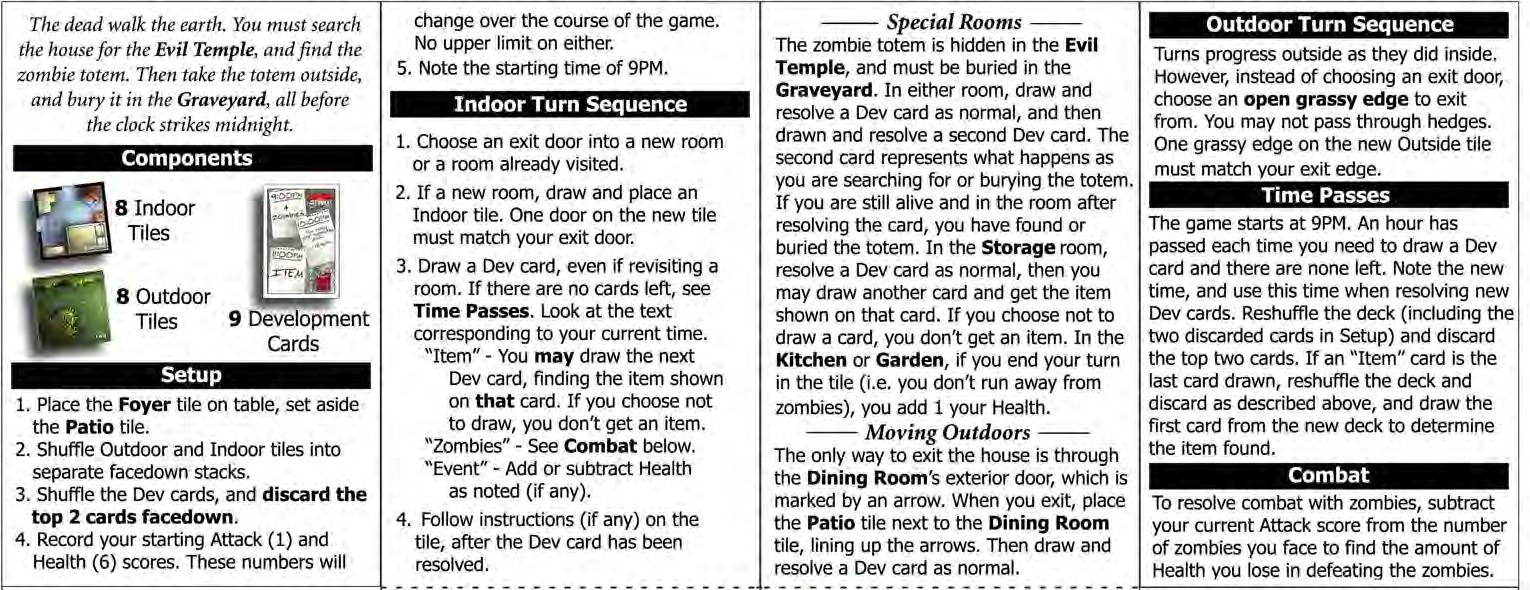 The dead walk the earth. You must search
the house for the Evil Temple, and find the
zombie totem. Then take the totem outside,
and bury it in the Graveyard, all before
the clock strikes midnight.
Components
8 Indoor
Tiles
8 Outdoor
Tiles
9:00PM
4
ZOMBIES
ITEM
10:00PM
11:00PM
ITEM
9 Development
Cards
Setup
1. Place the Foyer tile on table, set aside
the Patio tile.
2. Shuffle Outdoor and Indoor tiles into
separate facedown stacks.
3. Shuffle the Dev cards, and discard the
top 2 cards facedown.
4. Record your starting Attack (1) and
Health (6) scores. These numbers will
change over the course of the game.
No upper limit on either.
5. Note the starting time of 9PM.
Indoor Turn Sequence
1. Choose an exit door into a new room
or a room already visited.
2. If a new room, draw and place an
Indoor tile. One door on the new tile
must match your exit door.
3. Draw a Dev card, even if revisiting a
room. If there are no cards left, see
Time Passes. Look at the text
corresponding to your current time.
"Item" - You may draw the next
Dev card, finding the item shown
on that card. If you choose not
to draw, you don't get an item.
"Zombies" - See Combat below.
"Event" - Add or subtract Health
as noted (if any).
4. Follow instructions (if any) on the
tile, after the Dev card has been
resolved.
Special Rooms
The zombie totem is hidden in the Evil
Temple, and must be buried in the
Graveyard. In either room, draw and
resolve a Dev card as normal, and then
drawn and resolve a second Dev card. The
second card represents what happens as
you are searching for or burying the totem.
If you are still alive and in the room after
resolving the card, you have found or
buried the totem. In the Storage room,
resolve a Dev card as normal, then you
may draw another card and get the item
shown on that card. If you choose not to
draw a card, you don't get an item. In the
Kitchen or Garden, if you end your turn
in the tile (i.e. you don't run away from
zombies), you add 1 your Health.
Moving Outdoors
The only way to exit the house is through
the Dining Room's exterior door, which is
marked by an arrow. When you exit, place
the Patio tile next to the Dining Room
tile, lining up the arrows. Then draw and
resolve a Dev card as normal.
Outdoor Turn Sequence
Turns progress outside as they did inside.
However, instead of choosing an exit door,
choose an open grassy edge to exit
from. You may not pass through hedges.
One grassy edge on the new Outside tile
must match your exit edge.
Time Passes
The game starts at 9PM. An hour has
passed each time you need to draw a Dev
card and there are none left. Note the new
time, and use this time when resolving new
Dev cards. Reshuffle the deck (including the
two discarded cards in Setup) and discard
the top two cards. If an "Item" card is the
last card drawn, reshuffle the deck and
discard as described above, and draw the
first card from the new deck to determine
the item found.
Combat
To resolve combat with zombies, subtract
your current Attack score from the number
of zombies you face to find the amount of
Health you lose in defeating the zombies.